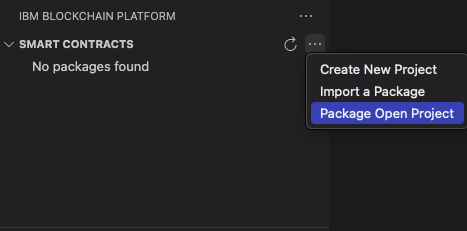 IBM BLOCKCHAIN PLATFORM
SMART CONTRACTS
No packages found
Create New Project
Import a Package
Package Open Project